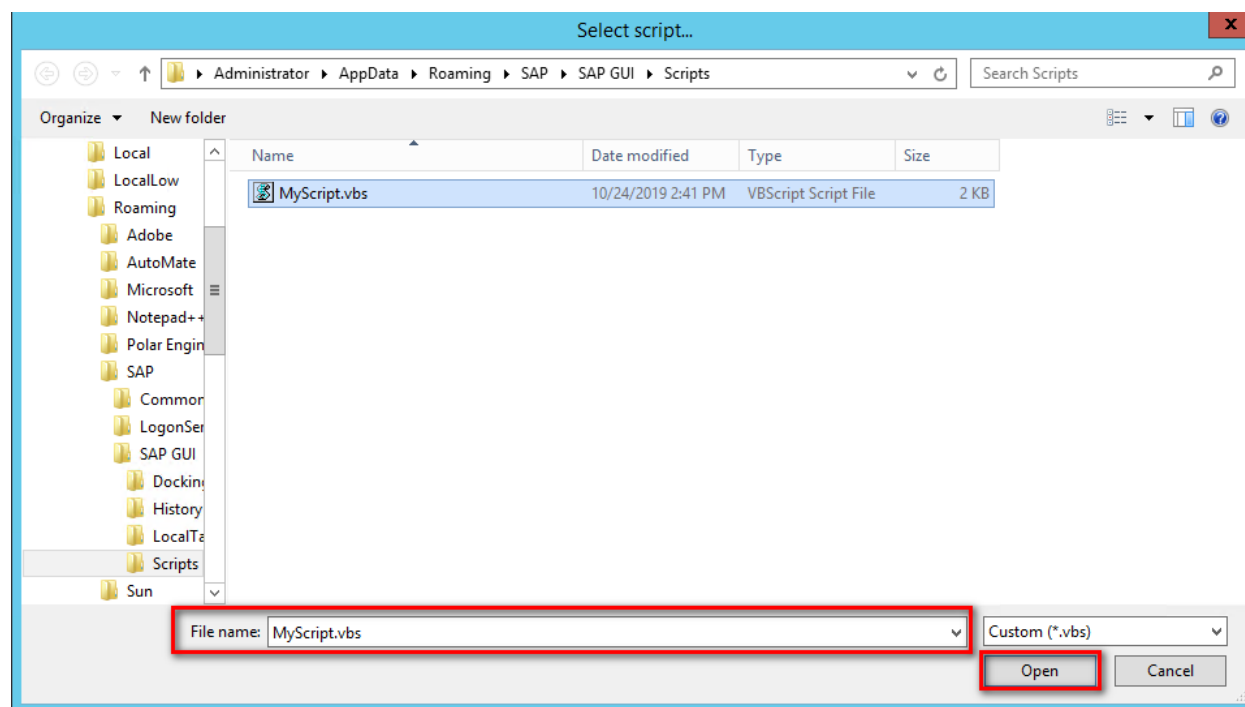 Select script...
x
Administrator AppData Roaming SAP SAP GUI Scripts
Search Scripts
Organize New folder
Name Date modified Type Size
MyScript.vbs 10/24/2019 2:41 PM VBScript Script File 2 KB
Local
LocalLow
Roaming
Adobe
AutoMate
Microsoft
Notepad++
Polar Engin
SAP
Common
LogonSer
SAP GUI
Docking
History
LocalTa
Scripts
Sun
File name: MyScript.vbs Custom (*.vbs)
Open Cancel